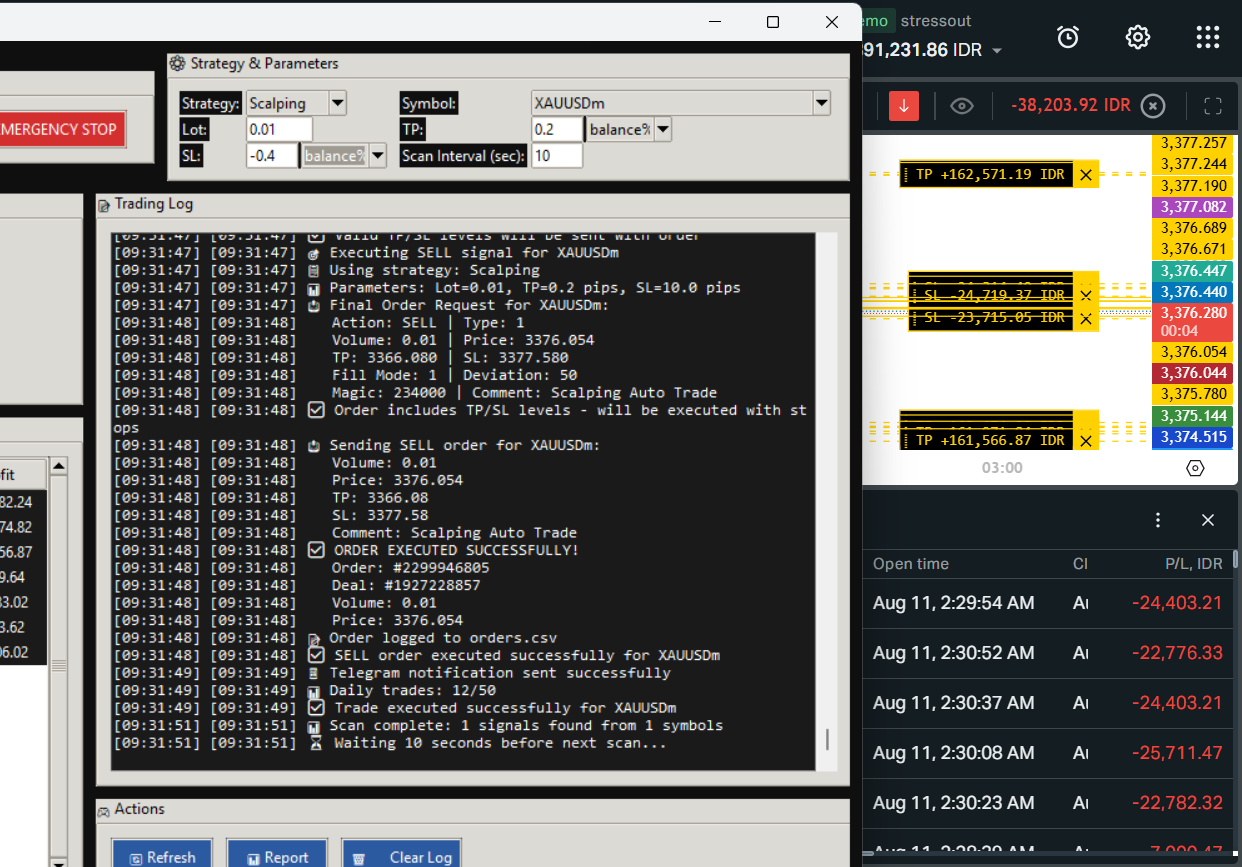 stressout
91,231.86 IDR
Strategy & Parameters
Strategy: Scalping
Symbol: XAUUSDm
EMERGENCY STOP
Lot: 0.01
TP: 0.2 balance%
SL: -0.4 balance%
Scan Interval (sec): 10
-38,203.92 IDR
Trading Log
[09:31:47] [09:31:47] Valid TP/SL levels will be sent with order
[09:31:47] [09:31:47] Executing SELL signal for XAUUSDm
[09:31:47] [09:31:47] Using strategy: Scalping
[09:31:47] [09:31:47] Parameters: Lot=0.01, TP=0.2 pips, SL=10.0 pips
[09:31:47] [09:31:47] Final Order Request for XAUUSDm:
[09:31:48] [09:31:48] Action: SELL | Type: 1
[09:31:48] [09:31:48] Volume: 0.01 | Price: 3376.054
[09:31:48] [09:31:48] TP: 3366.080 | SL: 3377.580
[09:31:48] [09:31:48] Fill Mode: 1 | Deviation: 50
[09:31:48] [09:31:48] Magic: 234000 | Comment: Scalping Auto Trade
[09:31:48] [09:31:48] Order includes TP/SL levels - will be executed with st
ops
[09:31:48] [09:31:48] Sending SELL order for XAUUSDm:
[09:31:48] [09:31:48] Volume: 0.01
[09:31:48] [09:31:48] Price: 3376.054
[09:31:48] [09:31:48] TP: 3366.08
[09:31:48] [09:31:48] SL: 3377.58
[09:31:48] [09:31:48] Comment: Scalping Auto Trade
[09:31:48] [09:31:48] ORDER EXECUTED SUCCESSFULLY!
[09:31:48] [09:31:48] Order: #2299946805
[09:31:48] [09:31:48] Deal: #1927228857
[09:31:48] [09:31:48] Volume: 0.01
[09:31:48] [09:31:48] Price: 3376.054
[09:31:48] [09:31:48] Order logged to orders.csv
[09:31:48] [09:31:48] SELL order executed successfully for XAUUSDm
[09:31:49] [09:31:49] Telegram notification sent successfully
[09:31:49] [09:31:49] Daily trades: 12/50
[09:31:49] [09:31:49] Trade executed successfully for XAUUSDm
[09:31:51] [09:31:51] Scan complete: 1 signals found from 1 symbols
[09:31:51] [09:31:51] Waiting 10 seconds before next scan...
fit
82.24
74.82
56.87
9.64
33.02
3.62
06.02
Actions
Refresh
Report
Clear Log
TP +162,571.19 IDR
SL -24,719.37 IDR
SL -23,715.05 IDR
TP +161,566.87 IDR
03:00
3,377.257
3,377.244
3,377.190
3,377.082
3,376.689
3,376.671
3,376.447
3,376.440
3,376.280
00:04
3,376.054
3,376.044
3,375.780
3,375.144
3,374.515
Open time Cl P/L, IDR
Aug 11, 2:29:54 AM -24,403.21
Aug 11, 2:30:52 AM -22,776.33
Aug 11, 2:30:37 AM -24,403.21
Aug 11, 2:30:08 AM -25,711.47
Aug 11, 2:30:23 AM -22,782.32